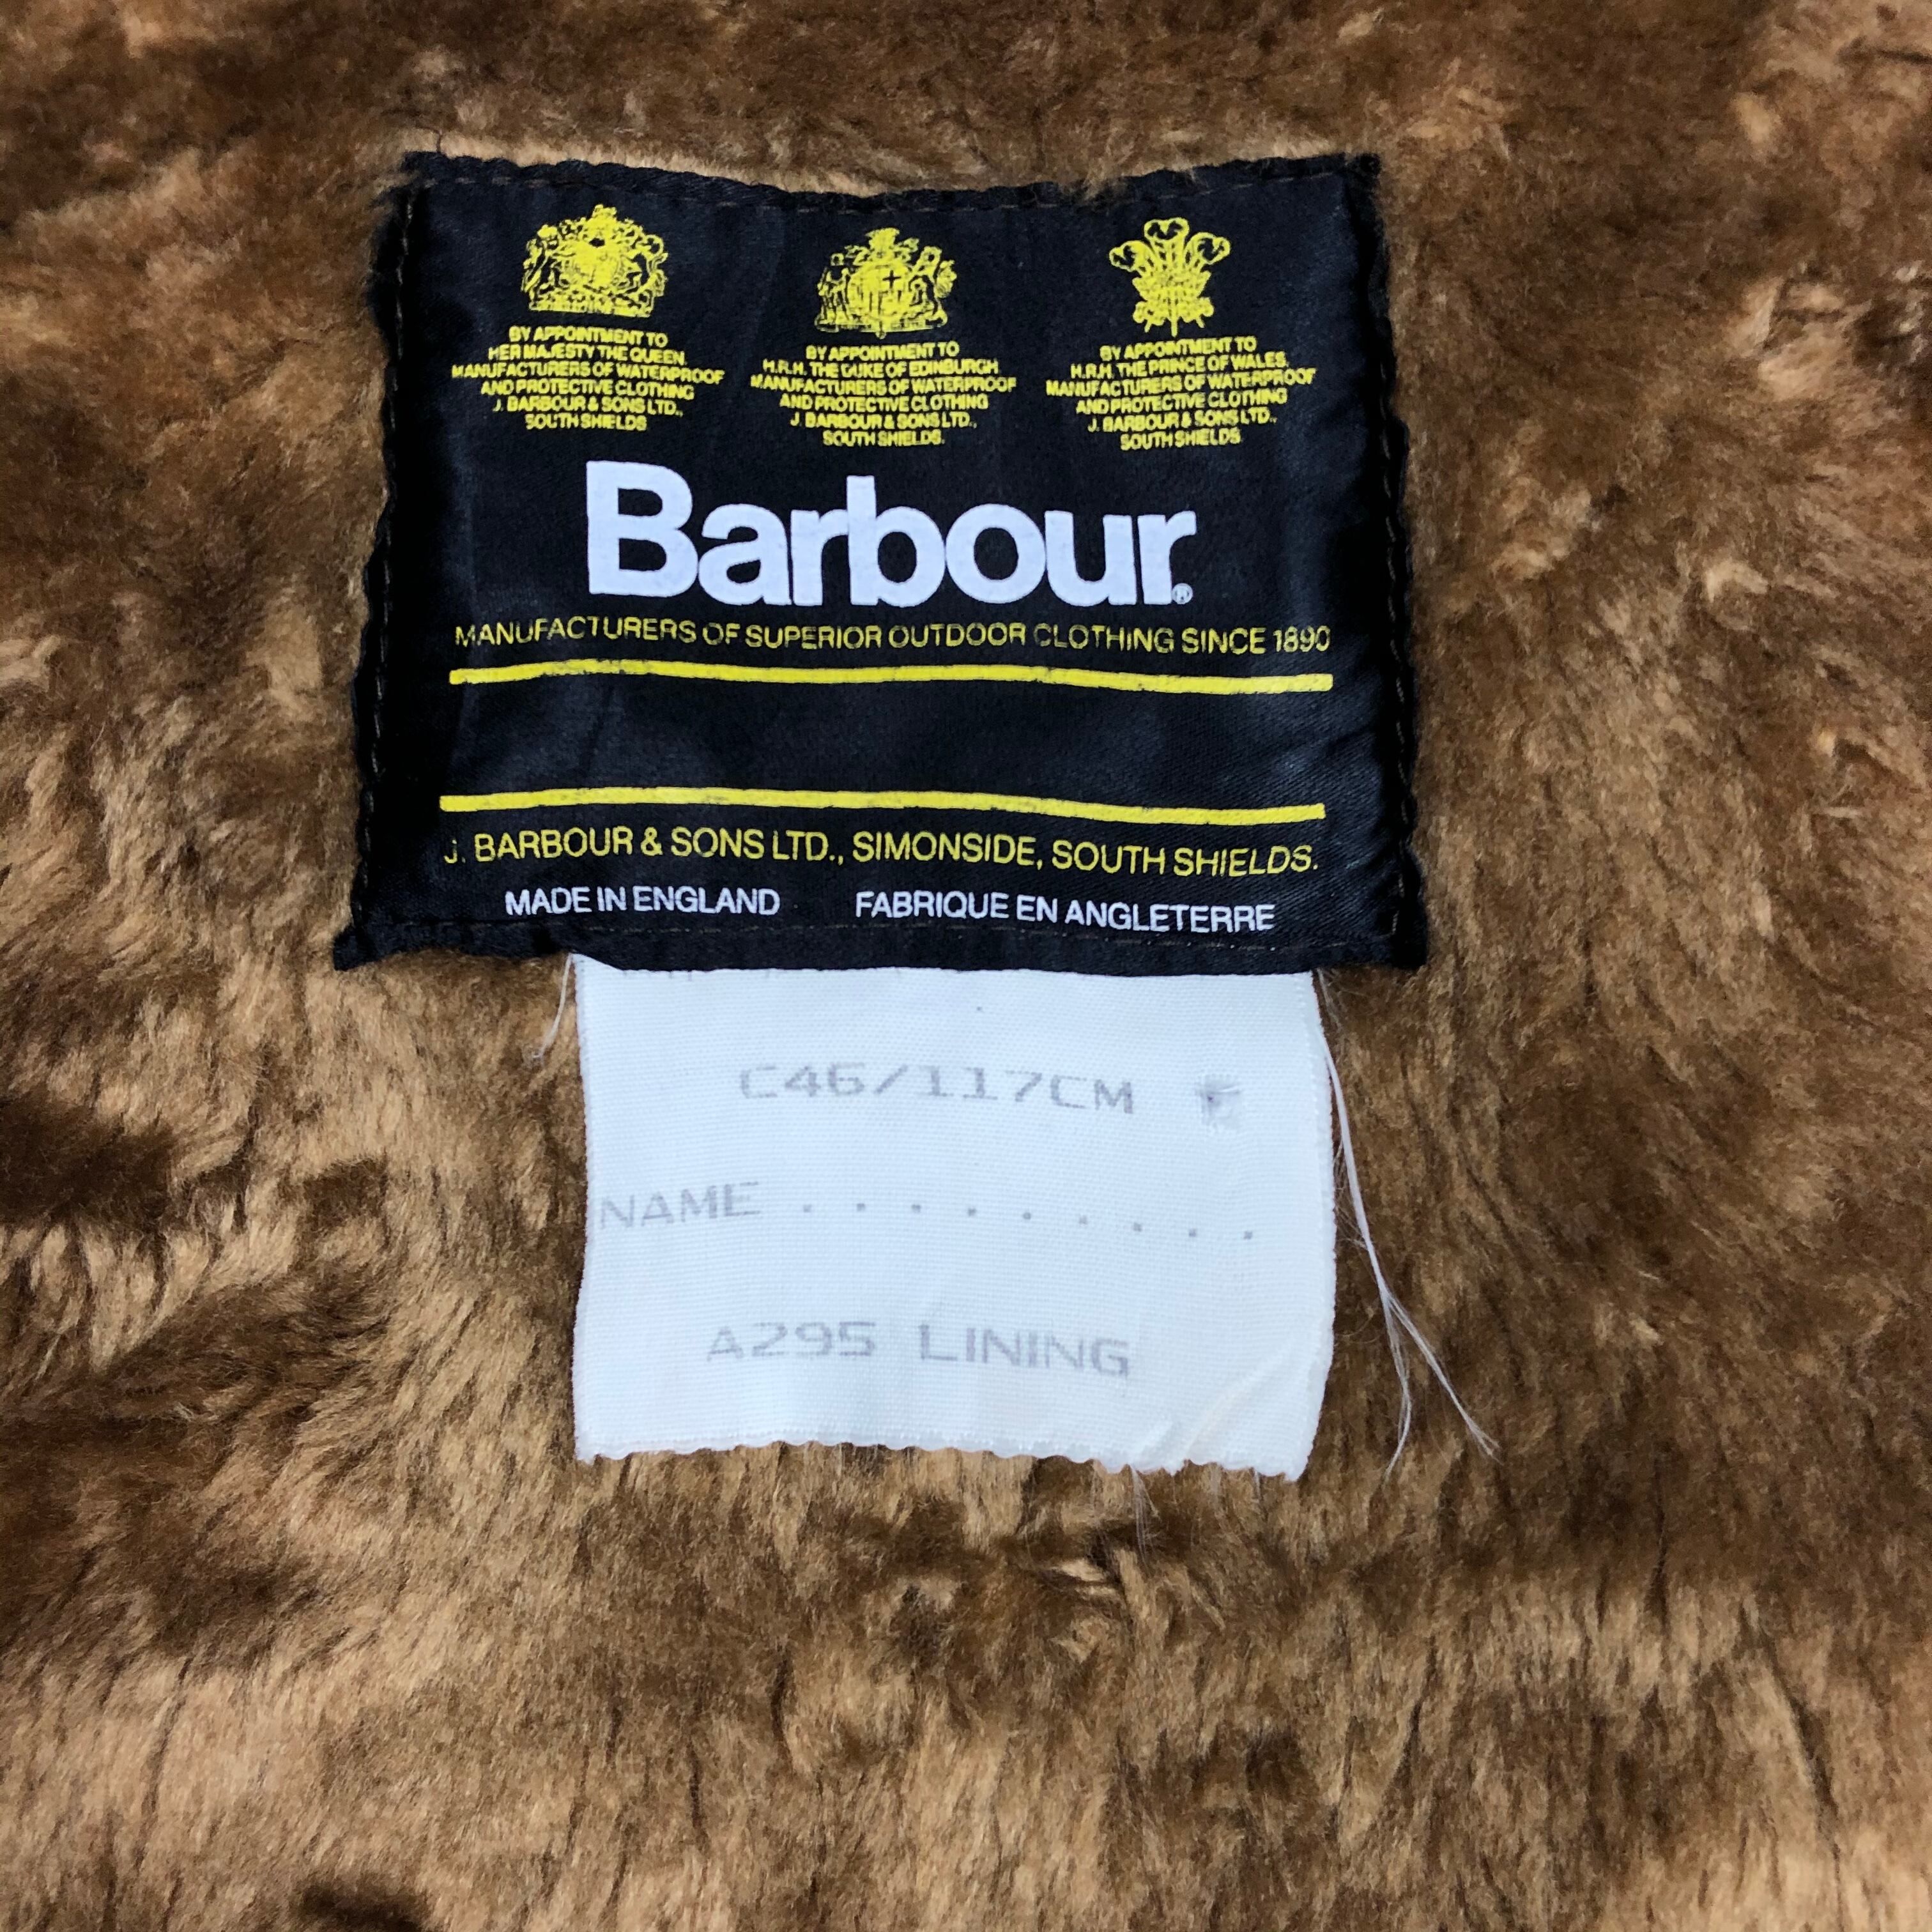 BY APPOINTMENT TO
HER MAJESTY THE QUEEN
MANUFACTURERS OF WATERPROOF
AND PROTECTIVE CLOTHING
J. BARBOUR & SONS LTD.,
SOUTH SHIELDS
BY APPOINTMENT TO
H.R.H. THE DUKE OF EDINBURGH
MANUFACTURERS OF WATERPROOF
AND PROTECTIVE CLOTHING
J. BARBOUR & SONS LTD.,
SOUTH SHIELDS.
BY APPOINTMENT TO
H.R.H. THE PRINCE OF WALES.
MANUFACTURERS OF WATERPROOF
AND PROTECTIVE CLOTHING
J. BARBOUR & SONS LTD.,
SOUTH SHIELDS.
Barbour®
MANUFACTURERS OF SUPERIOR OUTDOOR CLOTHING SINCE 1890
J. BARBOUR & SONS LTD., SIMONSIDE, SOUTH SHIELDS.
MADE IN ENGLAND FABRIQUE EN ANGLETERRE
C46/117CM
NAME . . . . . . . . .
A295 LINING